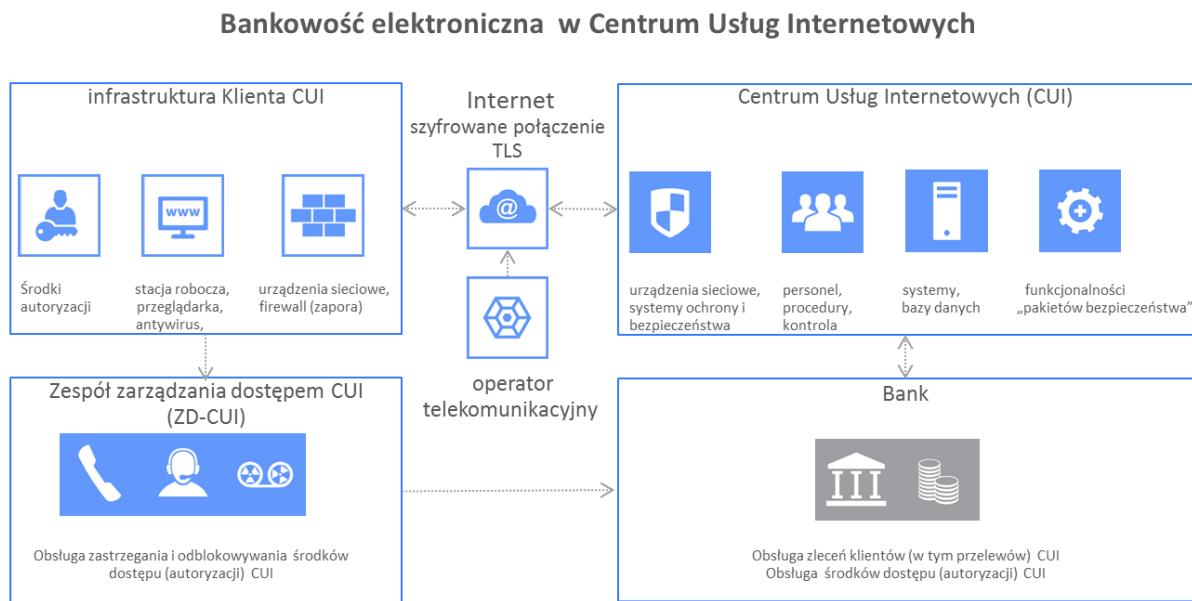 Bankowość elektroniczna w Centrum Usług Internetowych
infrastruktura Klienta CUI
Środki
autoryzacji
www
stacja robocza,
przeglądarka,
antywirus,
urządzenia sieciowe,
firewall (zapora)
Internet
szyfrowane połączenie
TLS
@
operator
telekomunikacyjny
Centrum Usług Internetowych (CUI)
urządzenia sieciowe,
systemy ochrony i
bezpieczeństwa
personel,
procedury,
kontrola
systemy,
bazy danych
funkcjonalności
„pakietów bezpieczeństwa”
Zespół zarządzania dostępem CUI
(ZD-CUI)
Obsługa zastrzegania i odblokowywania środków
dostępu (autoryzacji) CUI
Bank
Obsługa zleceń klientów (w tym przelewów) CUI
Obsługa środków dostępu (autoryzacji) CUI